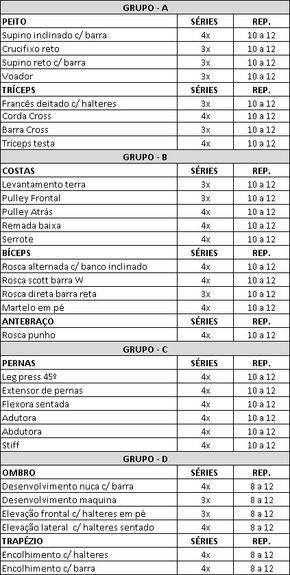 GRUPO - A
PEITO SÉRIES REP.
Supino inclinado c/ barra 4x 10 a 12
Crucifixo reto 3x 10 a 12
Supino reto c/ barra 3x 10 a 12
Voador 3x 10 a 12
TRÍCEPS SÉRIES REP.
Francês deitado c/ halteres 3x 10 a 12
Corda Cross 4x 10 a 12
Barra Cross 3x 10 a 12
Tríceps testa 4x 10 a 12
GRUPO - B
COSTAS SÉRIES REP.
Levantamento terra 3x 10 a 12
Pulley Frontal 3x 10 a 12
Pulley Atrás 4x 10 a 12
Remada baixa 4x 10 a 12
Serrote 4x 10 a 12
BÍCEPS SÉRIES REP.
Rosca alternada c/ banco inclinado 4x 10 a 12
Rosca scott barra W 4x 10 a 12
Rosca direta barra reta 3x 10 a 12
Martelo em pé 4x 10 a 12
ANTEBRAÇO SÉRIES REP.
Rosca punho 4x 10 a 12
GRUPO - C
PERNAS SÉRIES REP.
Leg press 45º 4x 10 a 12
Extensor de pernas 4x 10 a 12
Flexora sentada 4x 10 a 12
Adutora 4x 10 a 12
Abdutora 4x 10 a 12
Stiff 4x 10 a 12
GRUPO - D
OMBRO SÉRIES REP.
Desenvolvimento nuca c/ barra 4x 8 a 12
Desenvolvimento maquina 3x 8 a 12
Elevação frontal c/ halteres em pé 3x 8 a 12
Elevação lateral c/ halteres sentado 4x 8 a 12
TRAPÉZIO SÉRIES REP.
Encolhimento c/ halteres 4x 8 a 12
Encolhimento c/ barra 4x 8 a 12